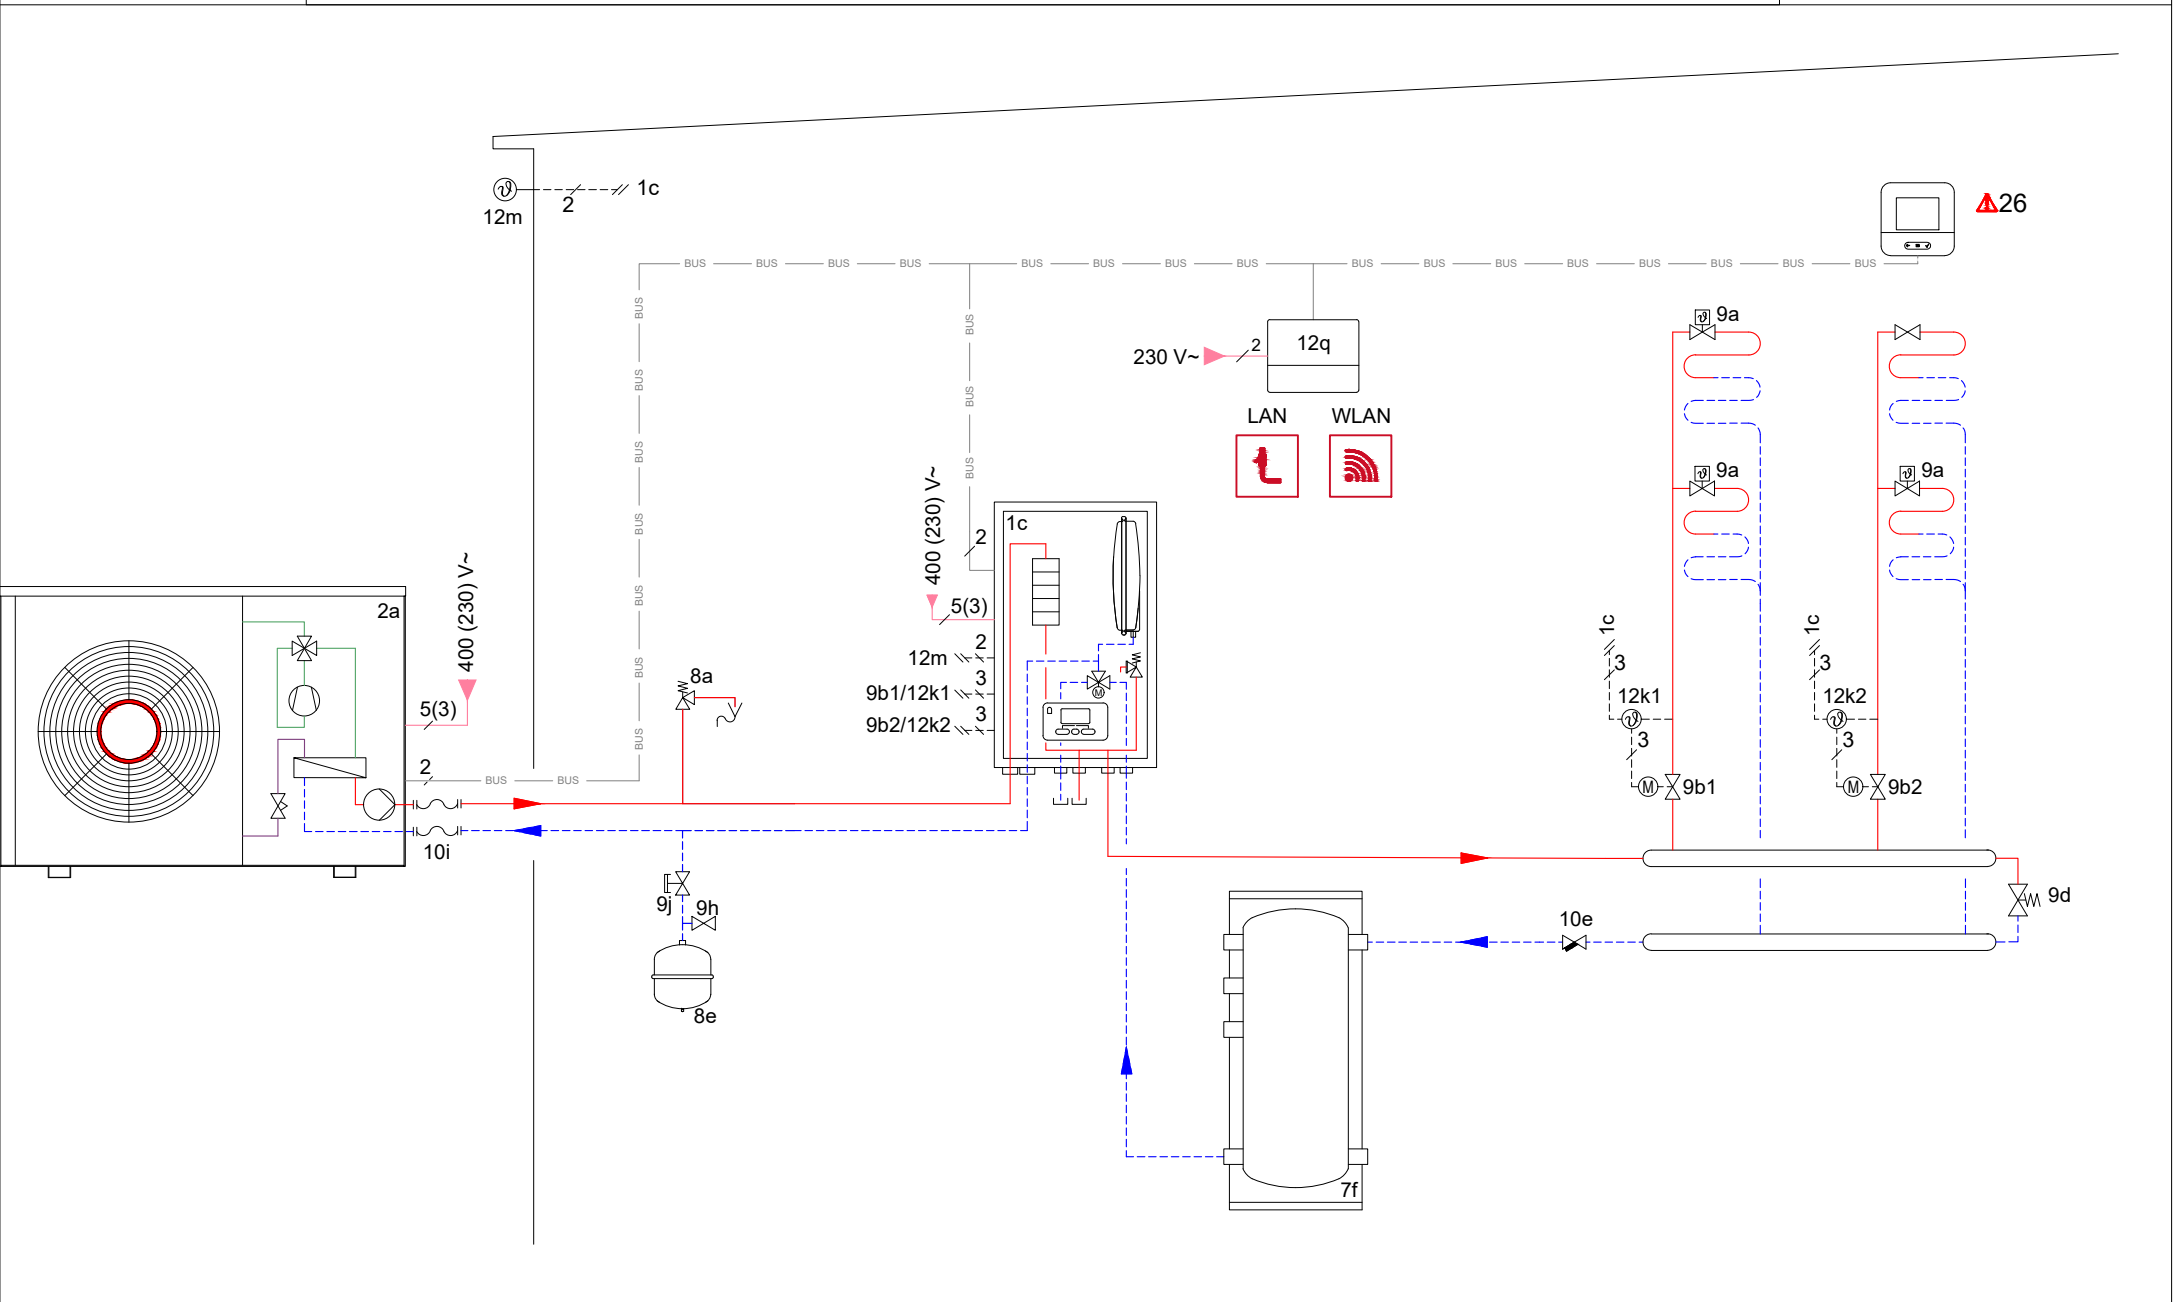 12m
2
1c
26
BUS BUS BUS BUS BUS BUS BUS BUS BUS BUS BUS BUS BUS BUS BUS BUS
BUS
BUS
BUS
BUS
BUS
BUS
BUS
BUS
BUS
BUS
BUS BUS
230 V~
2
12q
LAN
WLAN
9a
9a
9a
2a
400 (230) V~
5(3)
2
10i
8a
9j
9h
8e
400 (230) V~
5(3)
2
1c
12m
2
9b1/12k1
3
9b2/12k2
3
M
1c
3
12k1
3
M
9b1
1c
3
12k2
3
M
9b2
9d
10e
7f